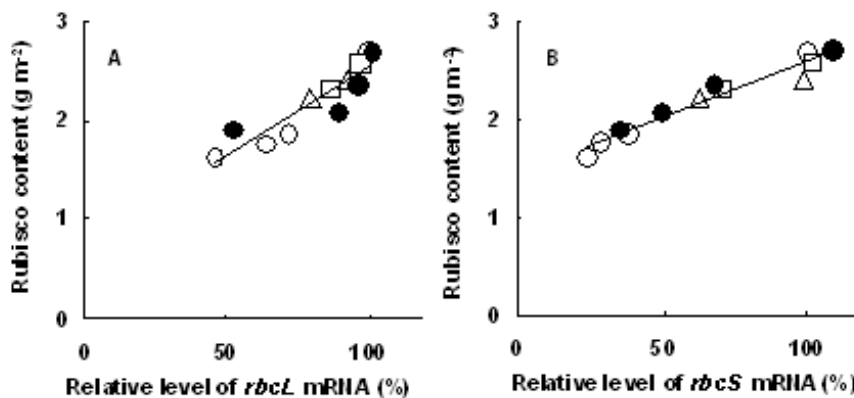 A
Rubisco content (g m-2)
3
2
1
0
0 50 100
Relative level of rbcL mRNA (%)
B
Rubisco content (g m-2)
3
2
1
0
0 50 100
Relative level of rbcS mRNA (%)